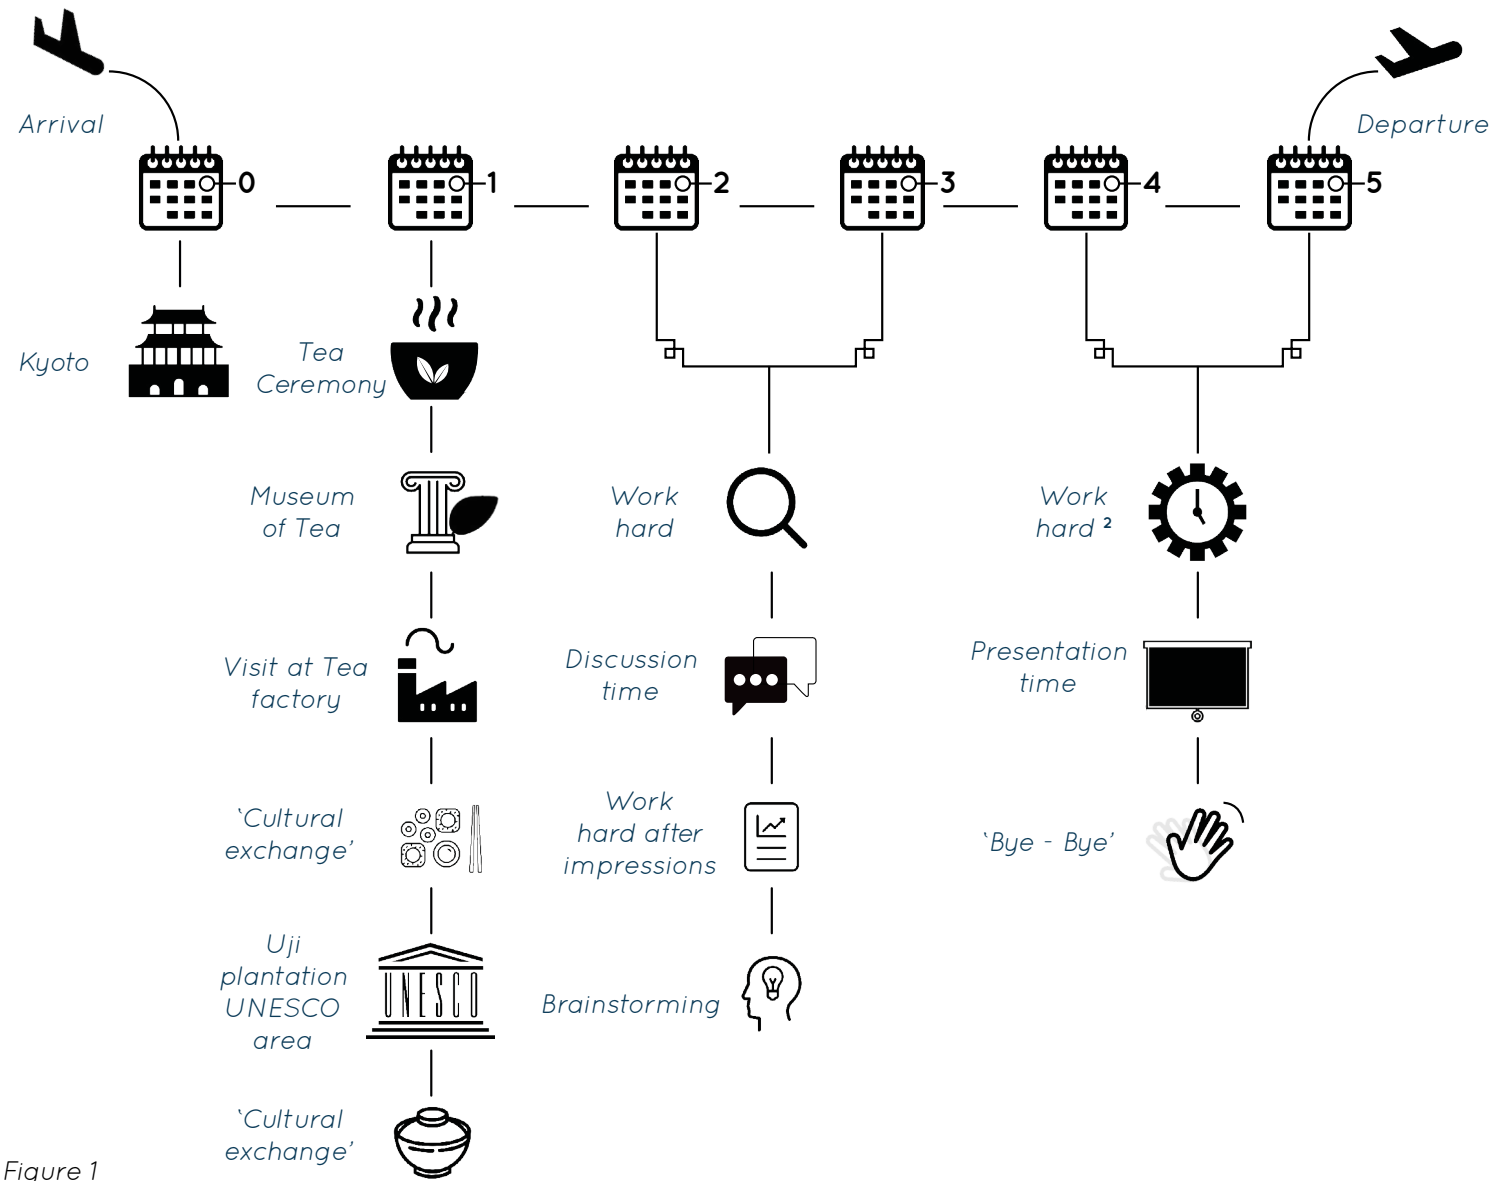 Arrival
Departure
0
1
2
3
4
5
Kyoto
Tea
Ceremony
Museum
of Tea
Visit at Tea
factory
‛Cultural
exchange’
Uji
plantation
UNESCO
area
UNESCO
‛Cultural
exchange’
Work
hard
Discussion
time
Work
hard after
impressions
Brainstorming
Work
hard ²
Presentation
time
‛Bye - Bye’
Figure 1